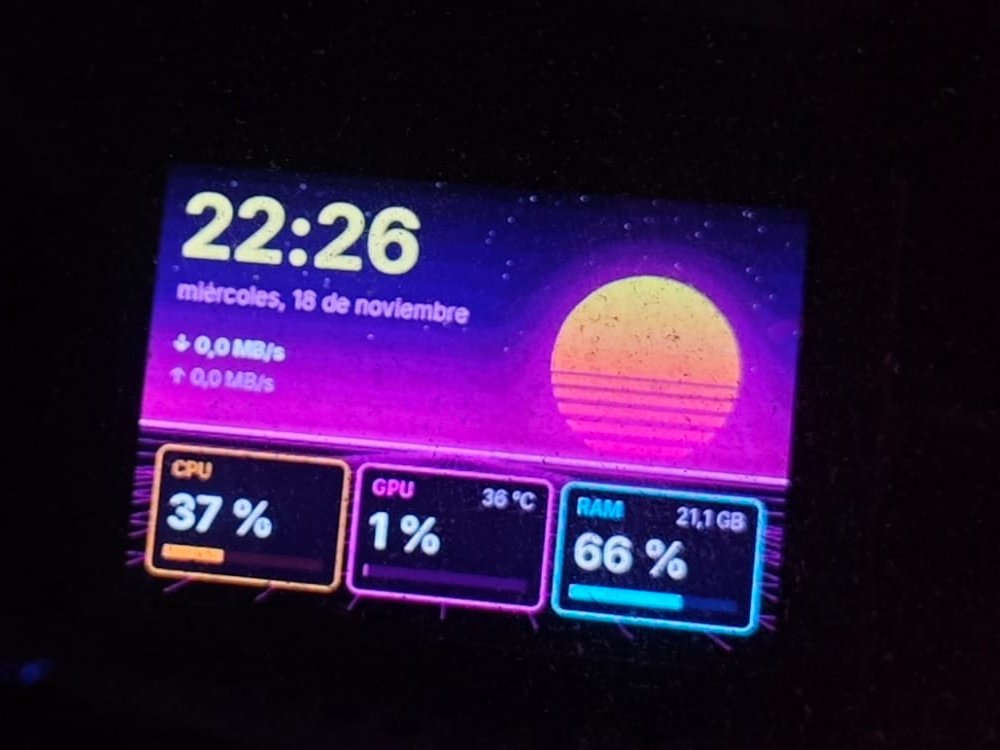 22:26
miércoles, 18 de noviembre
↓ 0,0 MB/s
↑ 0,0 MB/s
CPU
37 %
GPU 36 °C
1 %
RAM 21,1 GB
66 %